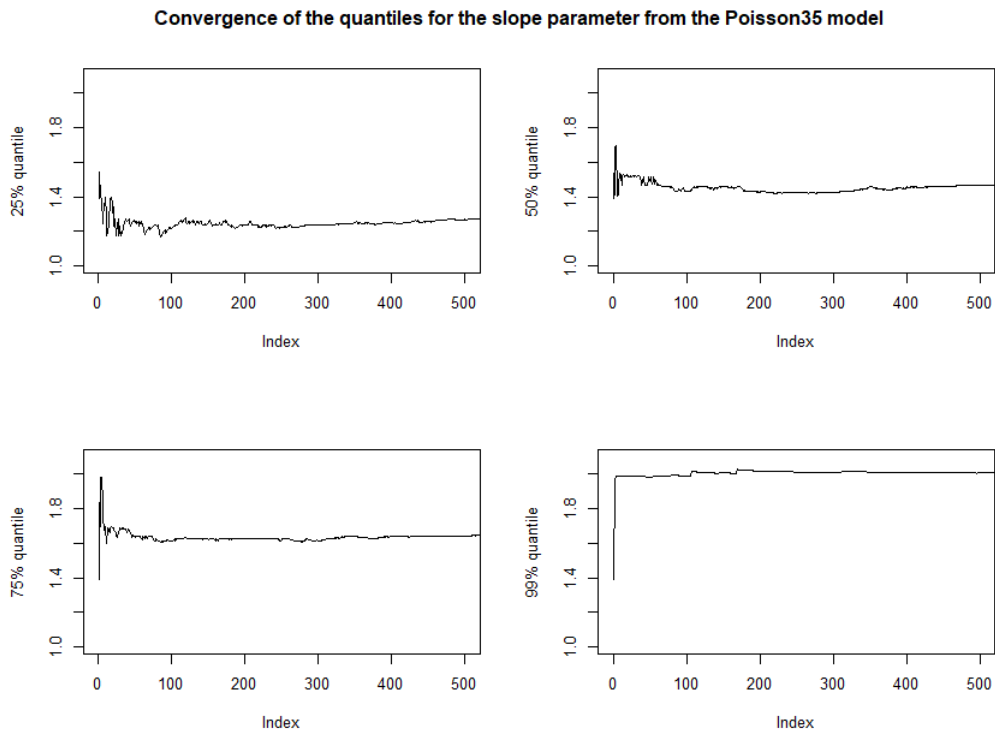 Convergence of the quantiles for the slope parameter from the Poisson35 model
25% quantile
1.0 1.4 1.8
0 100 200 300 400 500
Index
50% quantile
1.0 1.4 1.8
0 100 200 300 400 500
Index
75% quantile
1.0 1.4 1.8
0 100 200 300 400 500
Index
99% quantile
1.0 1.4 1.8
0 100 200 300 400 500
Index